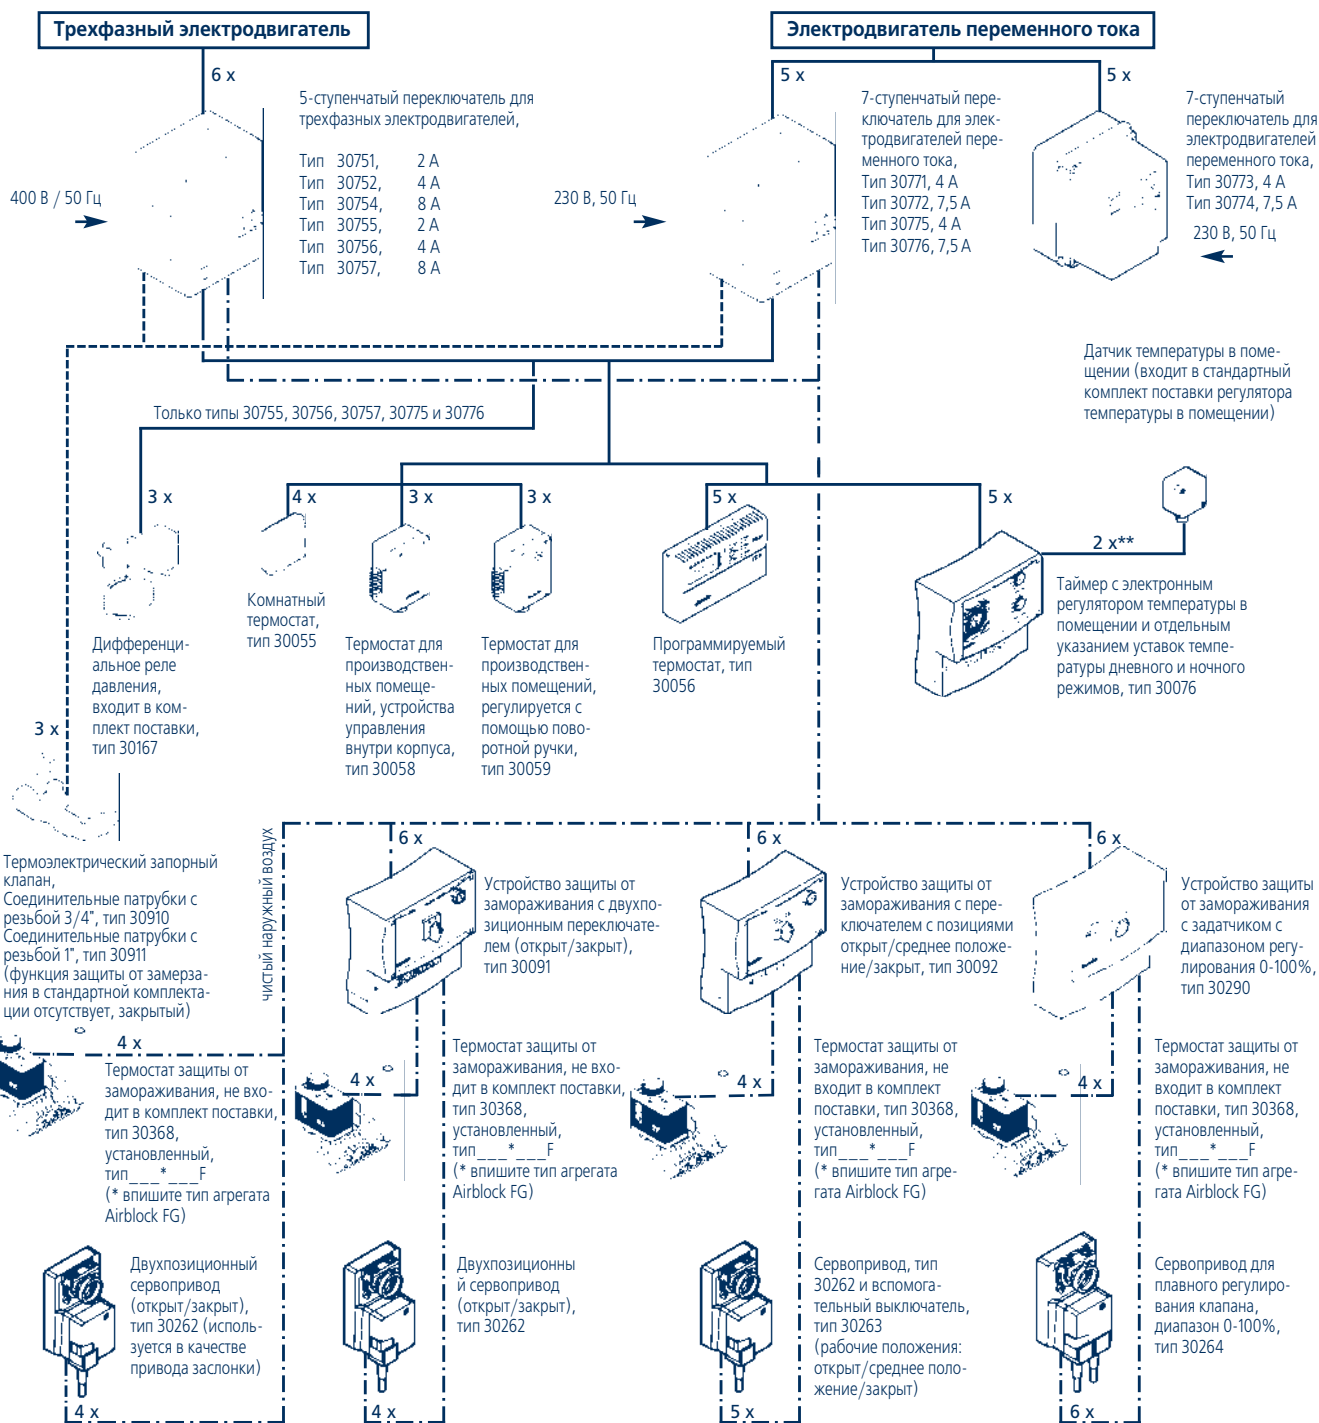 Трехфазный электродвигатель
Электродвигатель переменного тока
6 x
5 x
5 x
5-ступенчатый переключатель для
трехфазных электродвигателей,
Тип 30751, 2 A
Тип 30752, 4 A
Тип 30754, 8 A
Тип 30755, 2 A
Тип 30756, 4 A
Тип 30757, 8 A
400 В / 50 Гц
7-ступенчатый пере-
ключатель для элек-
тродвигателей пере-
менного тока,
Тип 30771, 4 А
Тип 30772, 7,5 А
Тип 30775, 4 А
Тип 30776, 7,5 А
230 В, 50 Гц
7-ступенчатый
переключатель для
электродвигателей
переменного тока,
Тип 30773, 4 А
Тип 30774, 7,5 А
230 В, 50 Гц
Датчик температуры в поме-
щении (входит в стандартный
комплект поставки регулятора
температуры в помещении)
Только типы 30755, 30756, 30757, 30775 и 30776
3 x
4 x
3 x
3 x
5 x
5 x
2 x**
Дифференци-
альное реле
давления,
входит в ком-
плект поставки,
тип 30167
Комнатный
термостат,
тип 30055
Термостат для
производствен-
ных помеще-
ний, устройства
управления
внутри корпуса,
тип 30058
Термостат для
производствен-
ных помещений,
регулируется с
помощью пово-
ротной ручки,
тип 30059
Программируемый
термостат, тип
30056
Таймер с электронным
регулятором температуры в
помещении и отдельным
указанием уставок темпе-
ратуры дневного и ночного
режимов, тип 30076
3 x
Термоэлектрический запорный
клапан,
Соединительные патрубки с
резьбой 3/4", тип 30910
Соединительные патрубки с
резьбой 1", тип 30911
(функция защиты от замерза-
ния в стандартной комплекта-
ции отсутствует, закрытый)
чистый наружный воздух
6 x
6 x
6 x
Устройство защиты от
замораживания с двухпо-
зиционным переключате-
лем (открыт/закрыт),
тип 30091
Устройство защиты от
замораживания с пере-
ключателем с позициями
открыт/среднее положе-
ние/закрыт, тип 30092
Устройство защиты
от замораживания
с задатчиком с
диапазоном регу-
лирования 0-100%,
тип 30290
4 x
Термостат защиты от
замораживания, не вхо-
дит в комплект поставки,
тип 30368,
установленный,
тип___*___F
(* впишите тип агрегата
Airblock FG)
4 x
Термостат защиты от
замораживания, не вхо-
дит в комплект поставки,
тип 30368,
установленный,
тип___*___F
(* впишите тип агрегата
Airblock FG)
4 x
Термостат защиты от
замораживания, не
входит в комплект
поставки, тип 30368,
установленный,
тип___*___F
(* впишите тип агре-
гата Airblock FG)
4 x
Термостат защиты от
замораживания, не
входит в комплект
поставки, тип 30368,
установленный,
тип___*___F
(* впишите тип агре-
гата Airblock FG)
Двухпозиционный
сервопривод
(открыт/закрыт),
тип 30262 (исполь-
зуется в качестве
привода заслонки)
4 x
Двухпозиционны
й сервопривод
(открыт/закрыт),
тип 30262
4 x
Сервопривод, тип
30262 и вспомога-
тельный выключатель,
тип 30263
(рабочие положения:
открыт/среднее поло-
жение/закрыт)
5 x
Сервопривод для
плавного регулиро-
вания клапана,
диапазон 0-100%,
тип 30264
6 x